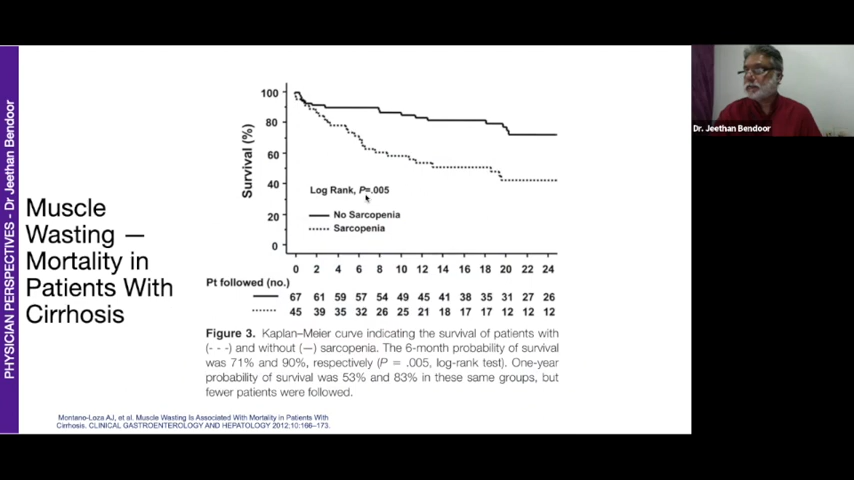 PHYSICIAN PERSPECTIVES - Dr Jeethan Bendoor
Muscle
Wasting —
Mortality in
Patients With
Cirrhosis
Survival (%)
100
80
60
40
20
0
Log Rank, P=.005
No Sarcopenia
Sarcopenia
0 2 4 6 8 10 12 14 16 18 20 22 24
Pt followed (no.)
67 61 59 57 54 49 45 41 38 35 31 27 26
45 39 35 32 26 25 21 18 17 17 12 12 12
Figure 3. Kaplan–Meier curve indicating the survival of patients with
(- - -) and without (—) sarcopenia. The 6-month probability of survival
was 71% and 90%, respectively (P = .005, log-rank test). One-year
probability of survival was 53% and 83% in these same groups, but
fewer patients were followed.
Montano-Loza AJ, et al. Muscle Wasting Is Associated With Mortality in Patients With
Cirrhosis. CLINICAL GASTROENTEROLOGY AND HEPATOLOGY 2012;10:166–173.
Dr. Jeethan Bendoor